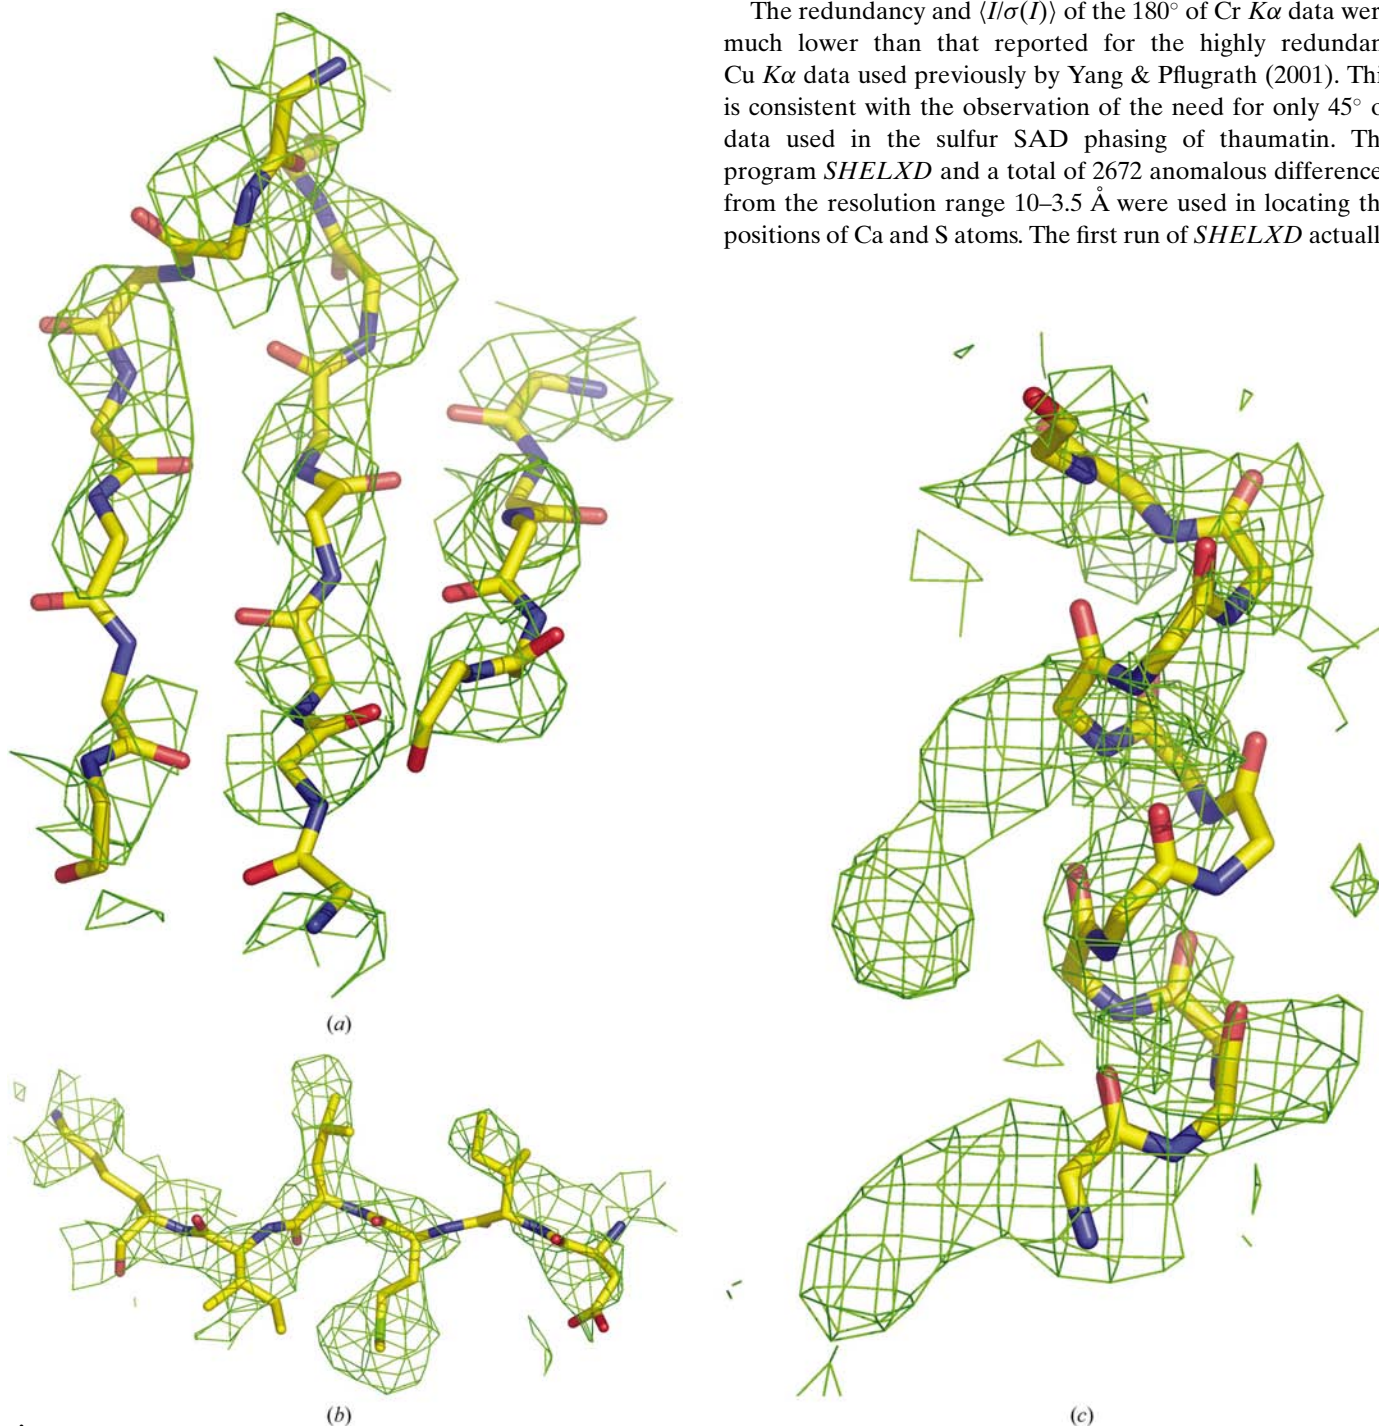 The redundancy and ⟨I/σ(I)⟩ of the 180° of Cr Kα data wer
much lower than that reported for the highly redundan
Cu Kα data used previously by Yang & Pflugrath (2001). Thi
is consistent with the observation of the need for only 45° o
data used in the sulfur SAD phasing of thaumatin. Th
program SHELXD and a total of 2672 anomalous difference
from the resolution range 10–3.5 Å were used in locating th
positions of Ca and S atoms. The first run of SHELXD actuall
(a)
(b)
(c)